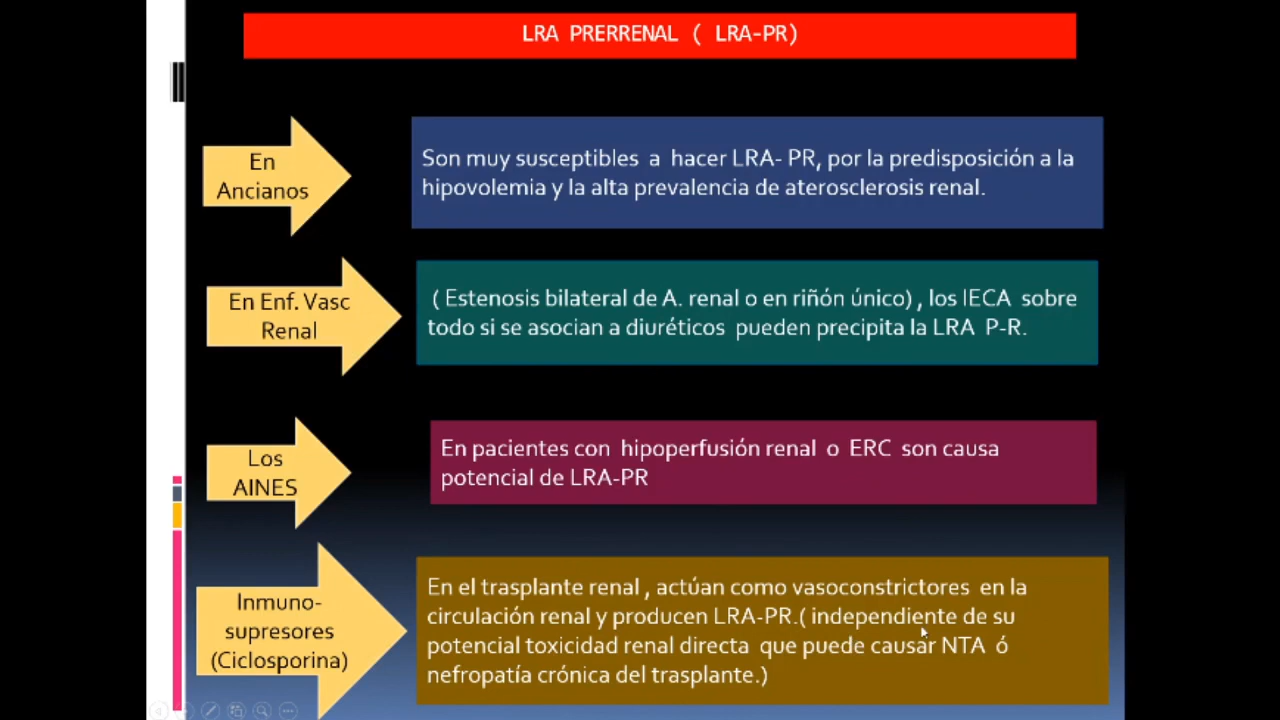 LRA PRERRENAL ( LRA-PR)
En
Ancianos
Son muy susceptibles a hacer LRA- PR, por la predisposición a la
hipovolemia y la alta prevalencia de aterosclerosis renal.
En Enf. Vasc
Renal
( Estenosis bilateral de A. renal o en riñón único) , los IECA sobre
todo si se asocian a diuréticos pueden precipita la LRA P-R.
Los
AINES
En pacientes con hipoperfusión renal o ERC son causa
potencial de LRA-PR
Inmuno-
supresores
(Ciclosporina)
En el trasplante renal , actúan como vasoconstrictores en la
circulación renal y producen LRA-PR.( independiente de su
potencial toxicidad renal directa que puede causar NTA ó
nefropatía crónica del trasplante.)